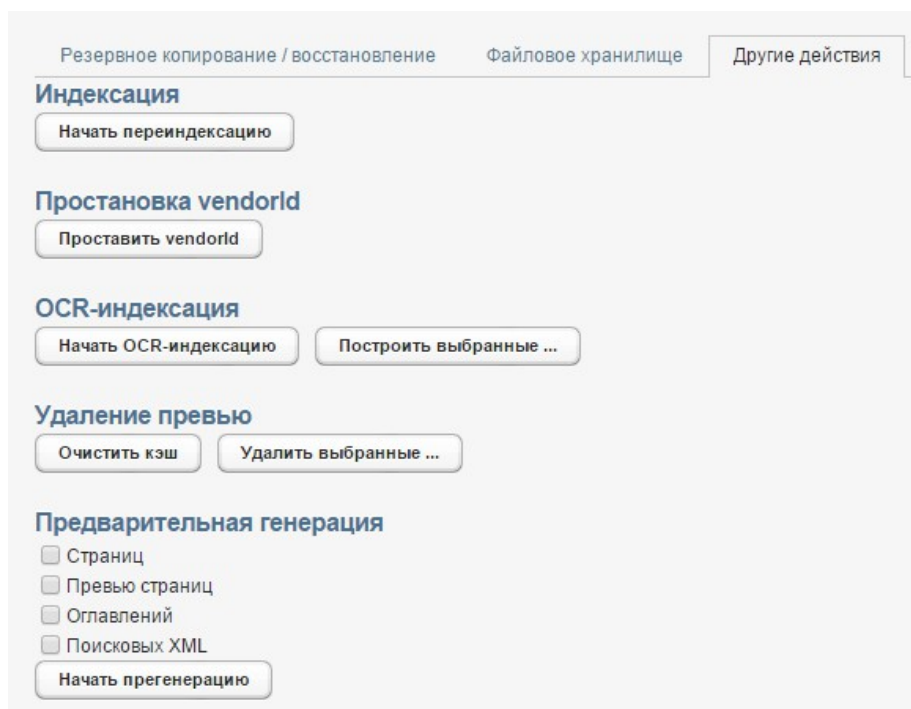 Резервное копирование / восстановление Файловое хранилище Другие действия
Индексация
Начать переиндексацию
Простановка vendorId
Проставить vendorId
OCR-индексация
Начать OCR-индексацию Построить выбранные ...
Удаление превью
Очистить кэш Удалить выбранные ...
Предварительная генерация
Страниц
Превью страниц
Оглавлений
Поисковых XML
Начать прегенерацию